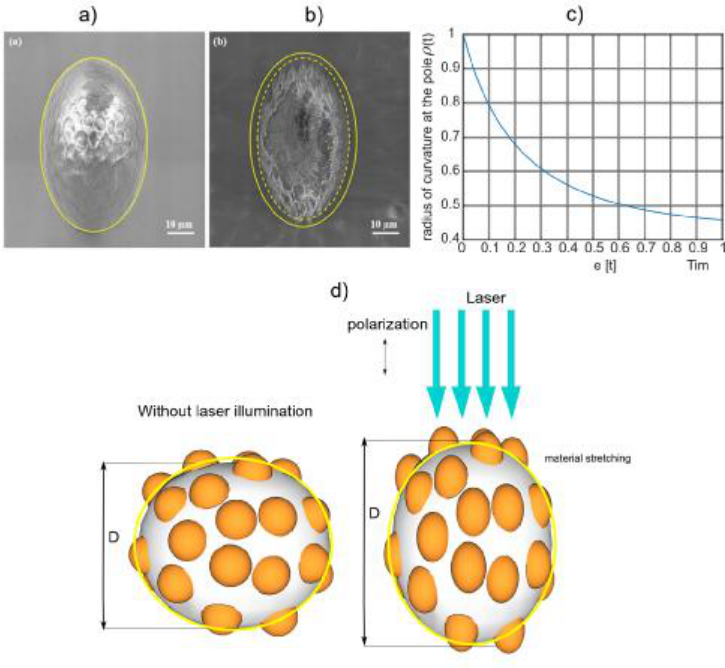 a)
b)
c)
(a)
10 µm
(b)
10 µm
radius of curvature at the pole ρ(t)
1
0.9
0.8
0.7
0.6
0.5
0.4
0 0.1 0.2 0.3 0.4 0.5 0.6 0.7 0.8 0.9 1
e [t] Tim
d)
Laser
polarization
Without laser illumination
material stretching
D
D